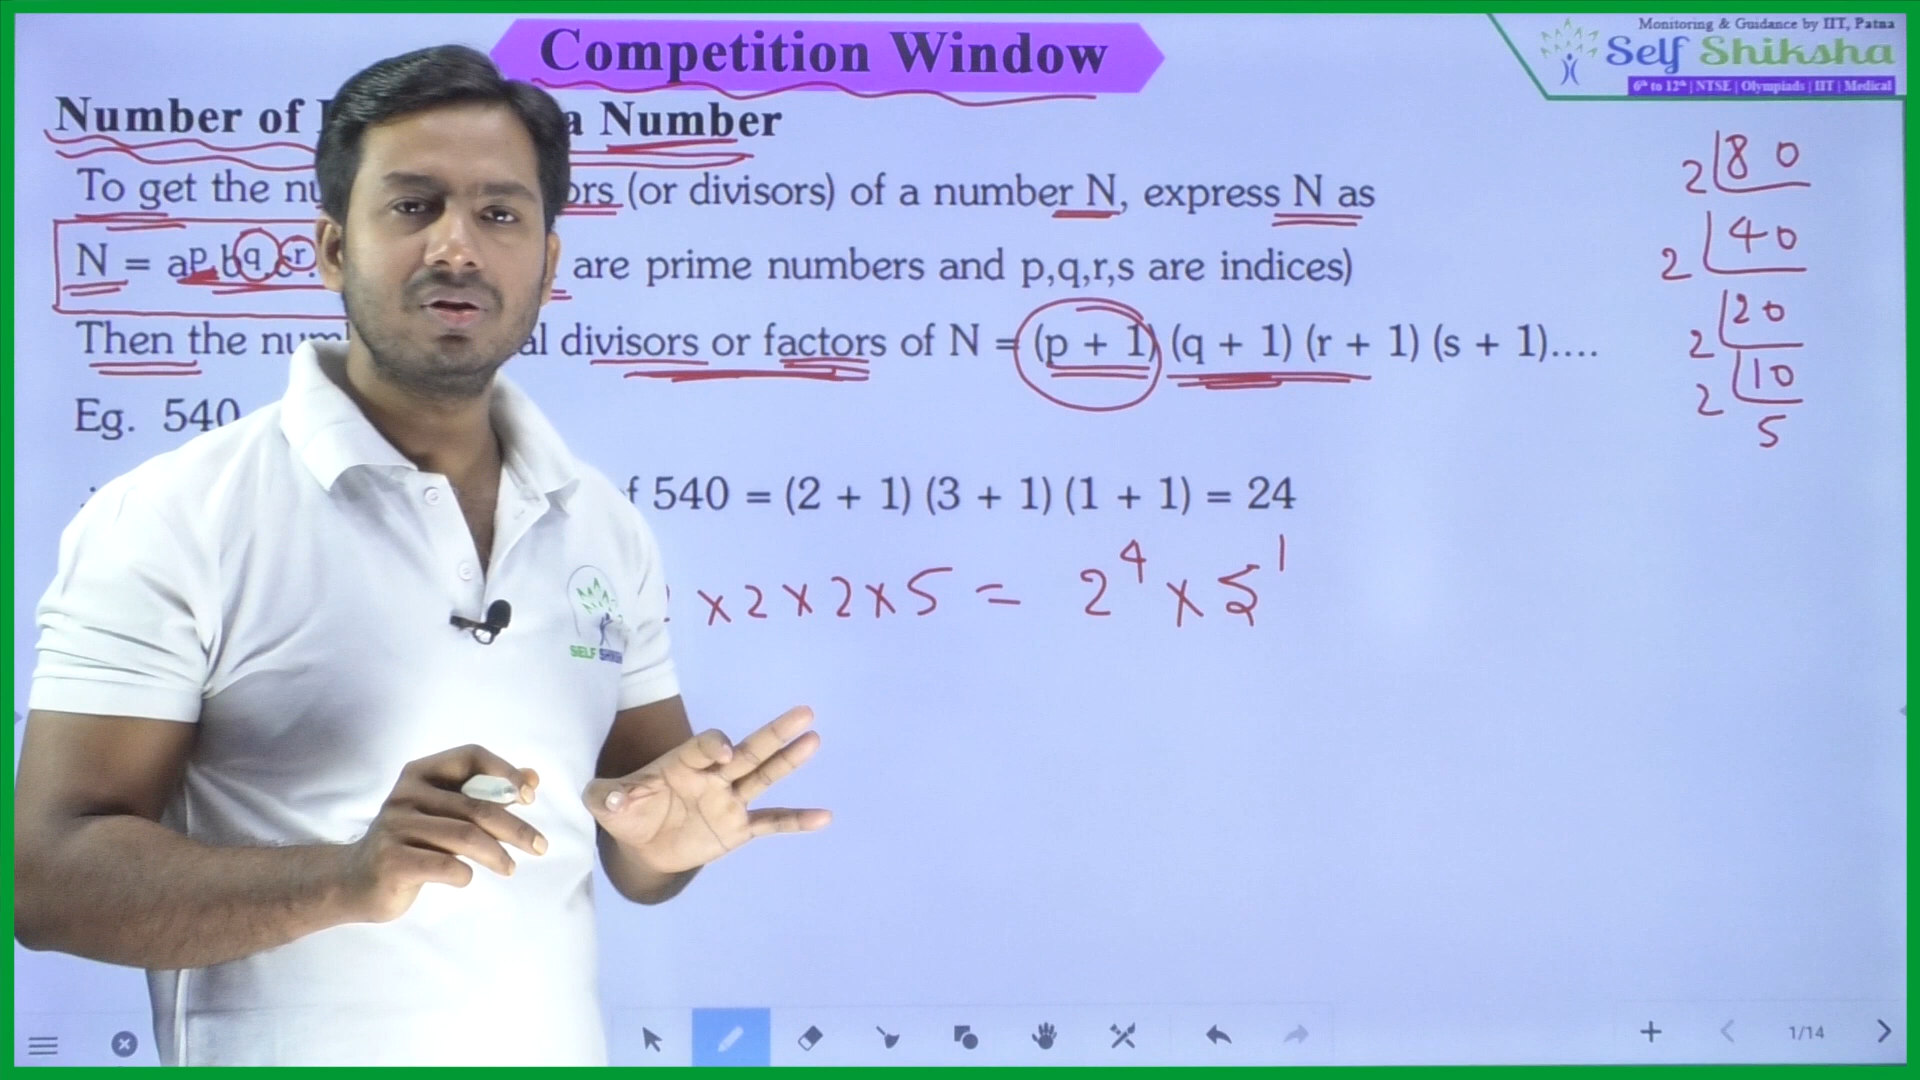 Competition Window
Monitoring & Guidance by IIT, Patna
Self Shiksha
6th to 12th | NTSE | Olympiads | IIT | Medical
Number of a Number
To get the (or divisors) of a number N, express N as
N = ap.bq. are prime numbers and p,q,r,s are indices)
Then the divisors or factors of N = (p + 1) (q + 1) (r + 1) (s + 1)....
Eg. 540
540 = (2 + 1) (3 + 1) (1 + 1) = 24
× 2 × 2 × 5 = 2⁴ × 5¹
2 80
2 40
2 20
2 10
5
SELF
1/14